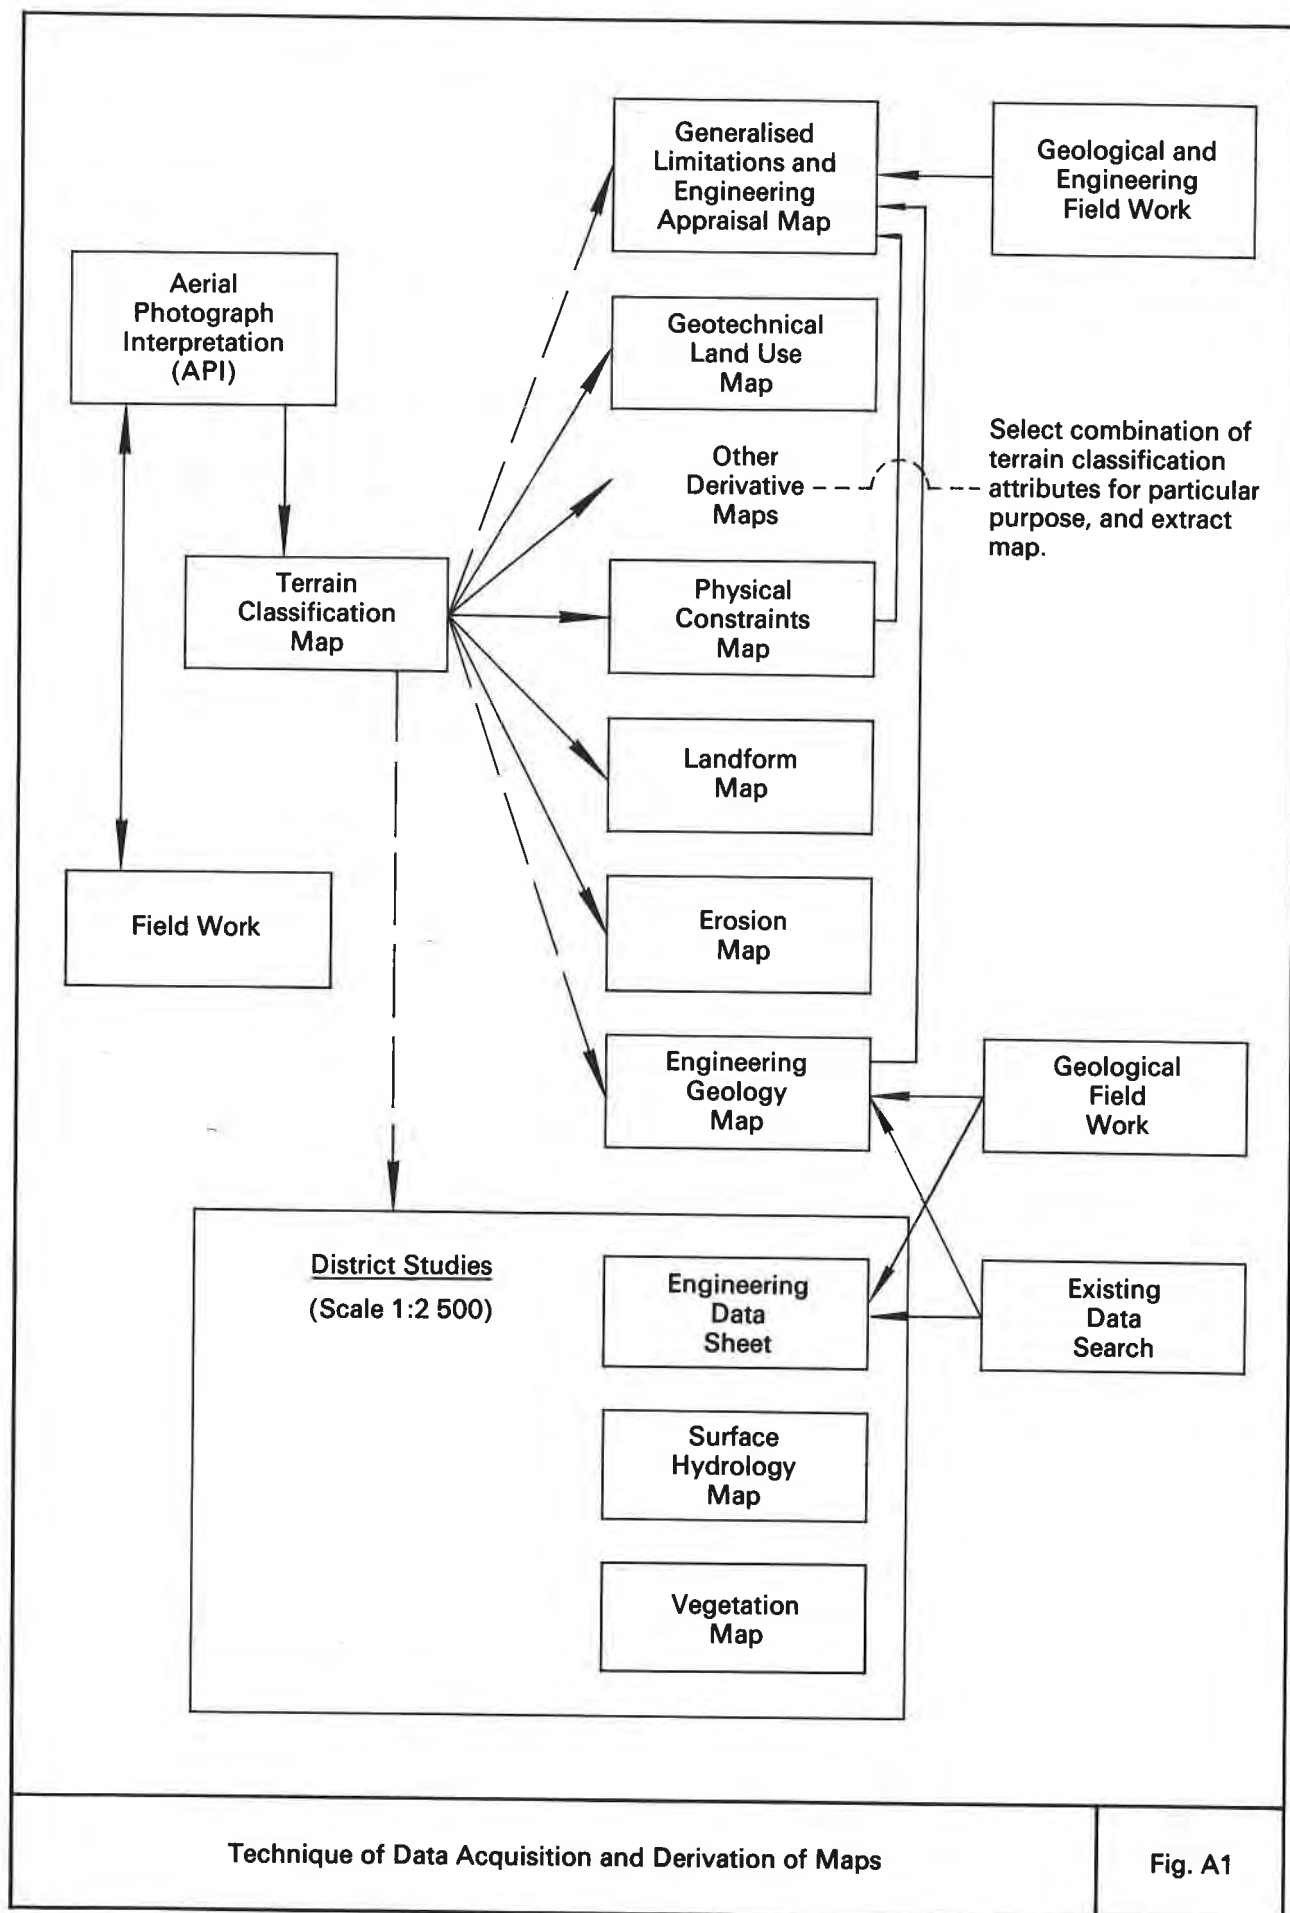 Generalised
Limitations and
Engineering
Appraisal Map
Geological and
Engineering
Field Work
Aerial
Photograph
Interpretation
(API)
Geotechnical
Land Use
Map
Other
Derivative
Maps
Select combination of
terrain classification
attributes for particular
purpose, and extract
map.
Terrain
Classification
Map
Physical
Constraints
Map
Landform
Map
Field Work
Erosion
Map
Engineering
Geology
Map
Geological
Field
Work
District Studies
(Scale 1:2 500)
Engineering
Data
Sheet
Existing
Data
Search
Surface
Hydrology
Map
Vegetation
Map
Technique of Data Acquisition and Derivation of Maps
Fig. A1